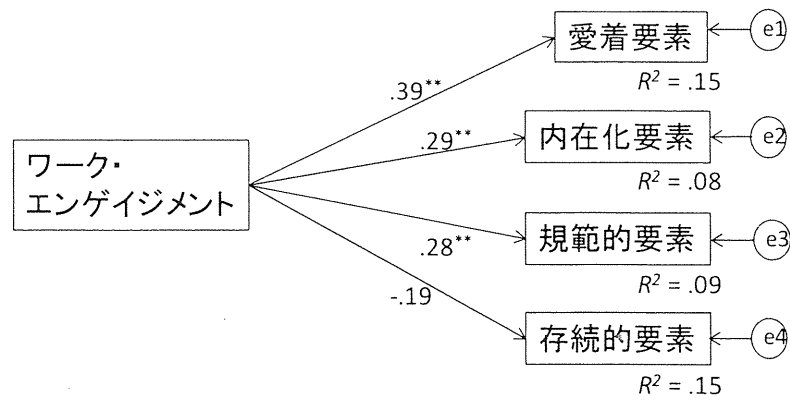 愛着要素
e1
R² = .15
.39**
内在化要素
e2
.29**
R² = .08
ワーク・
エンゲイジメント
規範的要素
e3
.28**
R² = .09
-.19
存続的要素
e4
R² = .15